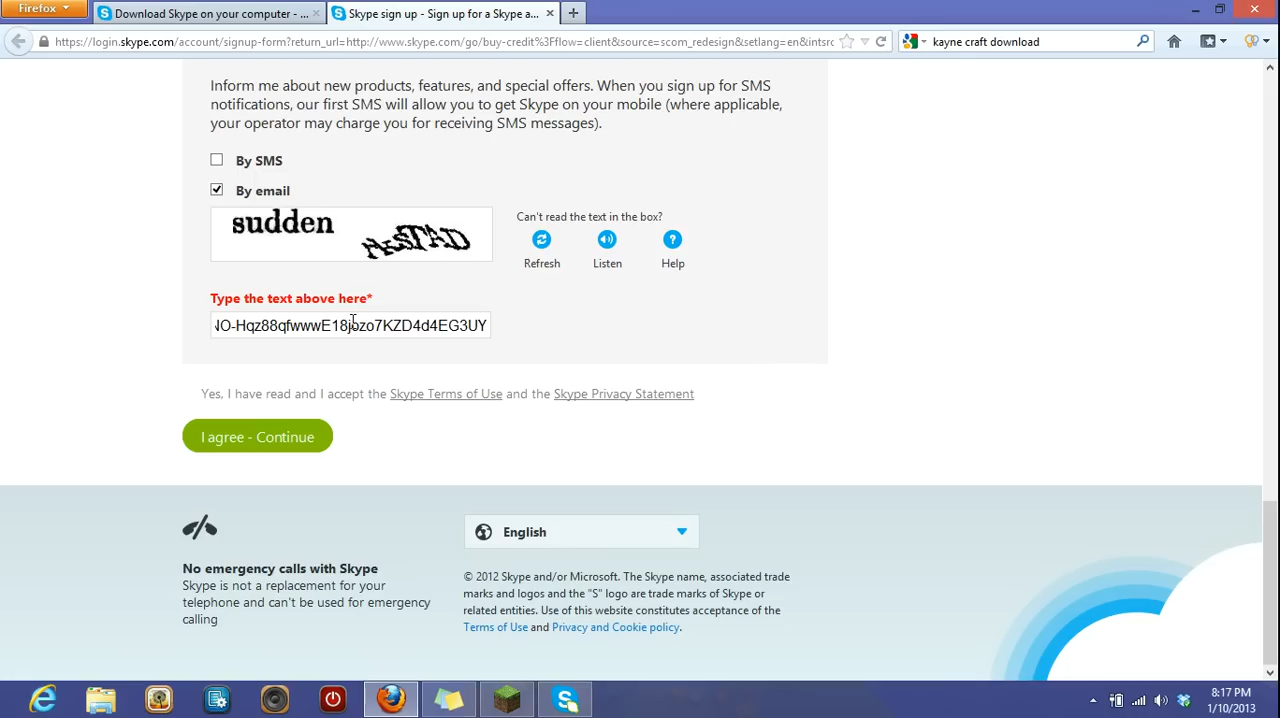 Firefox
Download Skype on your computer - ...
Skype sign up - Sign up for a Skype a...
https://login.skype.com/account/signup-form?return_url=http://www.skype.com/go/buy-credit%3Fflow=client&source=scom_redesign&setlang=en&intsrc
kayne craft download
Inform me about new products, features, and special offers. When you sign up for SMS
notifications, our first SMS will allow you to get Skype on your mobile (where applicable,
your operator may charge you for receiving SMS messages).
By SMS
By email
sudden
Can't read the text in the box?
Refresh
Listen
Help
Type the text above here*
NO-Hqz88qfwwwE18jozo7KZD4d4EG3UY
Yes, I have read and I accept the Skype Terms of Use and the Skype Privacy Statement
I agree - Continue
No emergency calls with Skype
Skype is not a replacement for your
telephone and can't be used for emergency
calling
English
© 2012 Skype and/or Microsoft. The Skype name, associated trade
marks and logos and the "S" logo are trade marks of Skype or
related entities. Use of this website constitutes acceptance of the
Terms of Use and Privacy and Cookie policy.
8:17 PM
1/10/2013